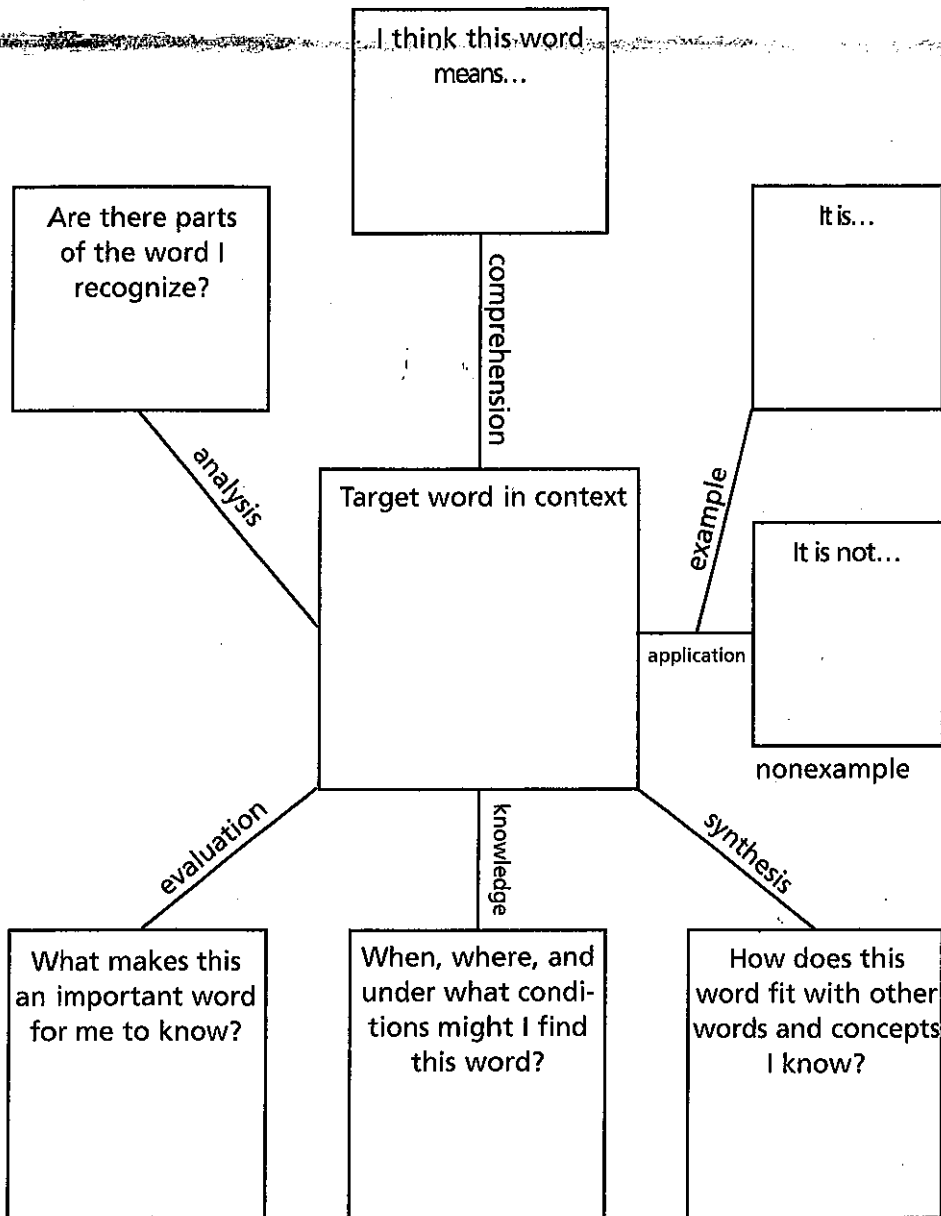 I think this word
means...
Are there parts
of the word I
recognize?
It is...
comprehension
analysis
Target word in context
example
It is not...
application
nonexample
evaluation
knowledge
synthesis
What makes this
an important word
for me to know?
When, where, and
under what condi-
tions might I find
this word?
How does this
word fit with other
words and concepts
I know?